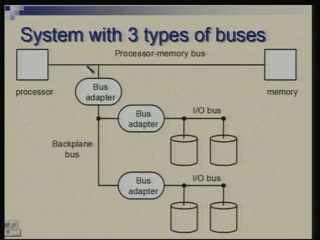 System with 3 types of buses
Processor-memory bus
processor
memory
Bus
adapter
Bus
adapter
I/O bus
Backplane
bus
Bus
adapter
I/O bus